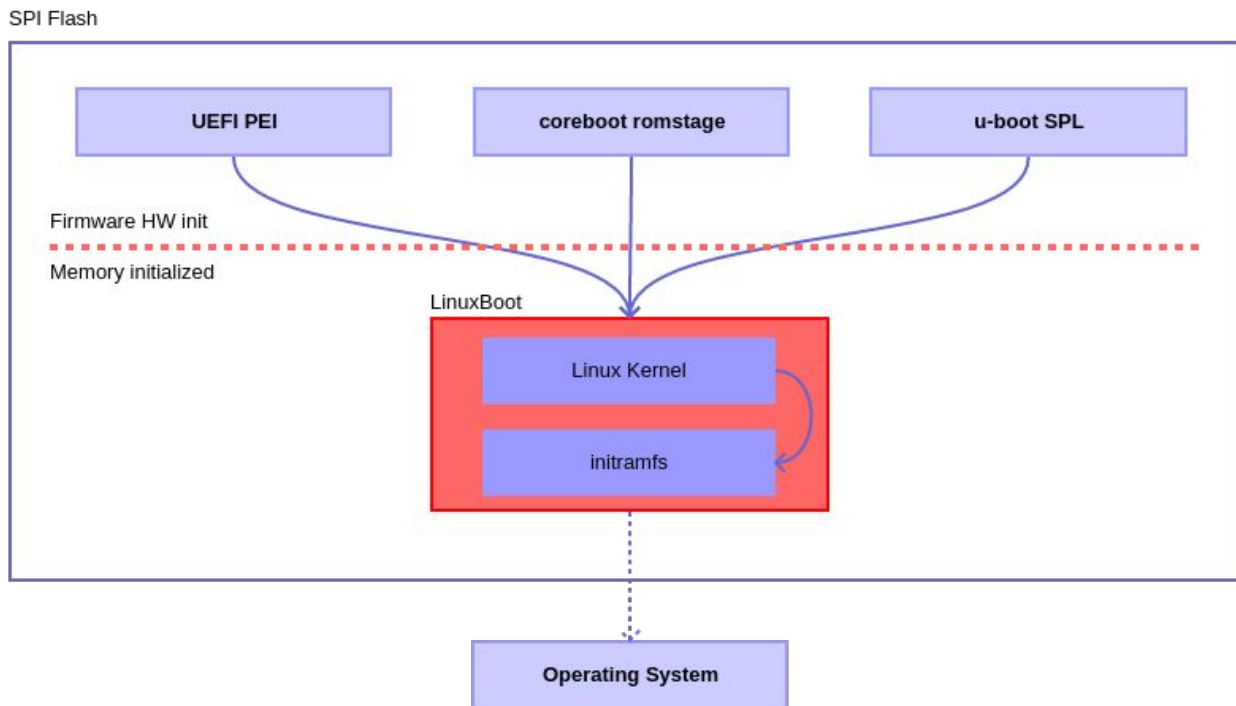 SPI Flash
UEFI PEI
coreboot romstage
u-boot SPL
Firmware HW init
Memory initialized
LinuxBoot
Linux Kernel
initramfs
Operating System